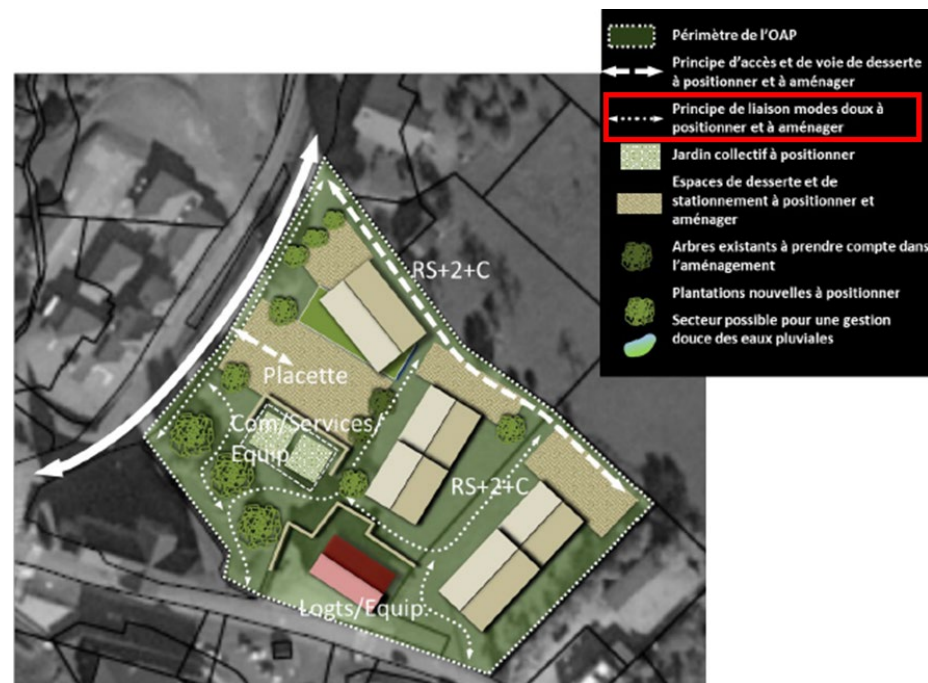 Périmètre de l'OAP
Principe d'accès et de voie de desserte
à positionner et à aménager
Principe de liaison modes doux à
positionner et à aménager
Jardin collectif à positionner
Espaces de desserte et de
stationnement à positionner et
aménager
Arbres existants à prendre compte dans
l'aménagement
Plantations nouvelles à positionner
Secteur possible pour une gestion
douce des eaux pluviales
RS+2+C
Placette
Com/Services/
Equip
RS+2+C
Logts/Equip